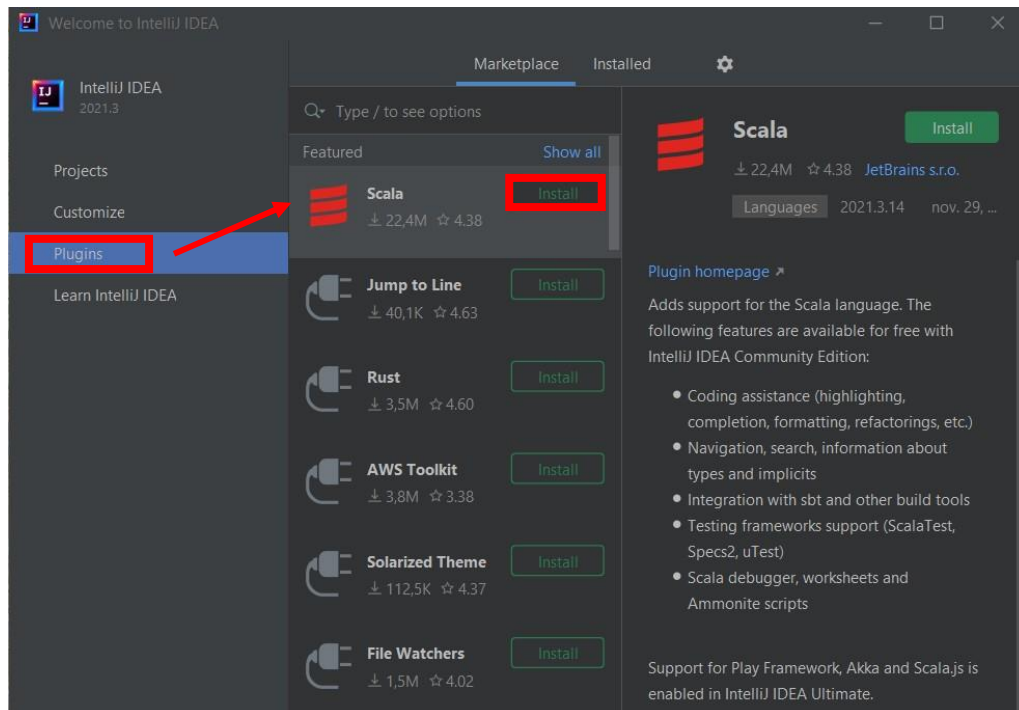 Welcome to IntelliJ IDEA
IntelliJ IDEA
2021.3
Projects
Customize
Plugins
Learn IntelliJ IDEA
Marketplace Installed
Type / to see options
Featured Show all
Scala Install
22,4M 4.38
Jump to Line Install
40,1K 4.63
Rust Install
3,5M 4.60
AWS Toolkit Install
3,8M 3.38
Solarized Theme Install
112,5K 4.37
File Watchers Install
1,5M 4.02
Scala Install
22,4M 4.38 JetBrains s.r.o.
Languages 2021.3.14 nov. 29, ...
Plugin homepage ↗
Adds support for the Scala language. The
following features are available for free with
IntelliJ IDEA Community Edition:
• Coding assistance (highlighting,
completion, formatting, refactorings, etc.)
• Navigation, search, information about
types and implicits
• Integration with sbt and other build tools
• Testing frameworks support (ScalaTest,
Specs2, uTest)
• Scala debugger, worksheets and
Ammonite scripts
Support for Play Framework, Akka and Scala.js is
enabled in IntelliJ IDEA Ultimate.